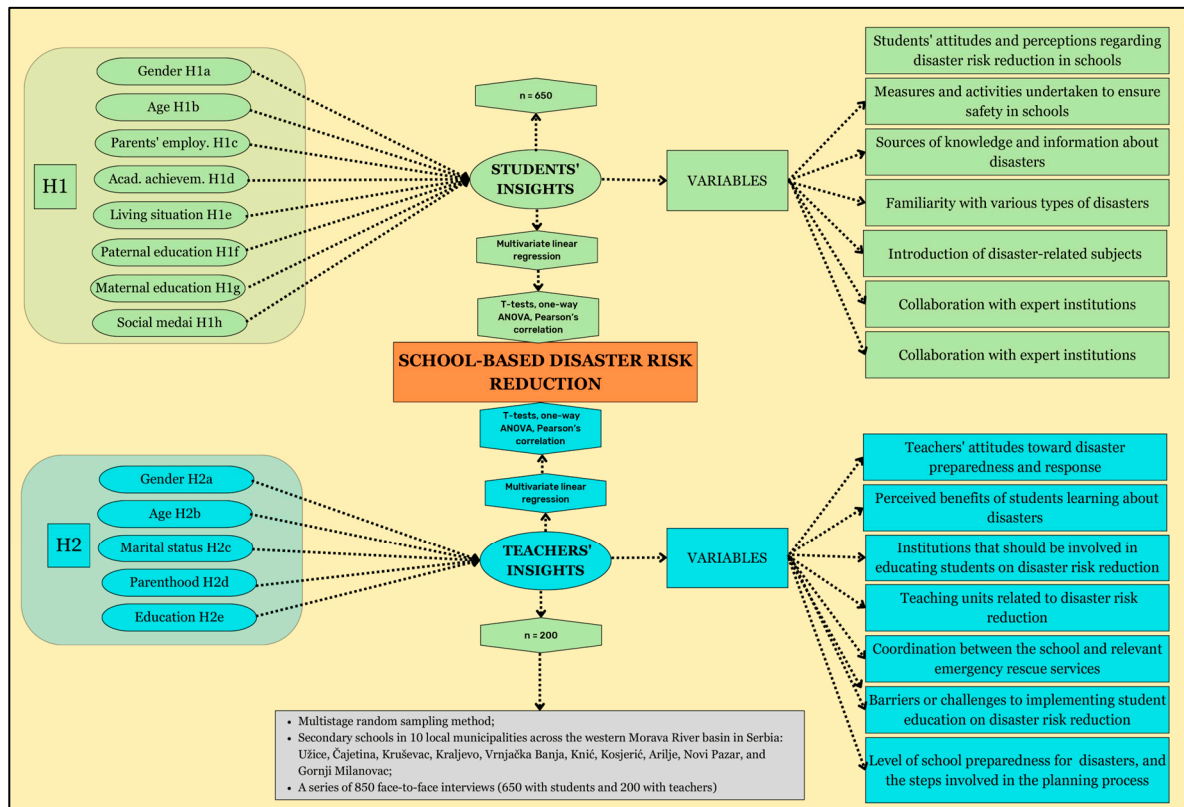 H1
Gender H1a
Age H1b
Parents' employ. H1c
Acad. achievem. H1d
Living situation H1e
Paternal education H1f
Maternal education H1g
Social medai H1h
n = 650
STUDENTS'
INSIGHTS
Multivariate linear
regression
T-tests, one-way
ANOVA, Pearson's
correlation
VARIABLES
Students' attitudes and perceptions regarding
disaster risk reduction in schools
Measures and activities undertaken to ensure
safety in schools
Sources of knowledge and information about
disasters
Familiarity with various types of disasters
Introduction of disaster-related subjects
Collaboration with expert institutions
Collaboration with expert institutions
SCHOOL-BASED DISASTER RISK
REDUCTION
H2
Gender H2a
Age H2b
Marital status H2c
Parenthood H2d
Education H2e
T-tests, one-way
ANOVA, Pearson's
correlation
Multivariate linear
regression
TEACHERS'
INSIGHTS
n = 200
VARIABLES
Teachers' attitudes toward disaster
preparedness and response
Perceived benefits of students learning about
disasters
Institutions that should be involved in
educating students on disaster risk reduction
Teaching units related to disaster risk
reduction
Coordination between the school and relevant
emergency rescue services
Barriers or challenges to implementing student
education on disaster risk reduction
Level of school preparedness for disasters, and
the steps involved in the planning process
• Multistage random sampling method;
• Secondary schools in 10 local municipalities across the western Morava River basin in Serbia:
Užice, Čajetina, Kruševac, Kraljevo, Vrnjačka Banja, Knić, Kosjerić, Arilje, Novi Pazar, and
Gornji Milanovac;
• A series of 850 face-to-face interviews (650 with students and 200 with teachers)